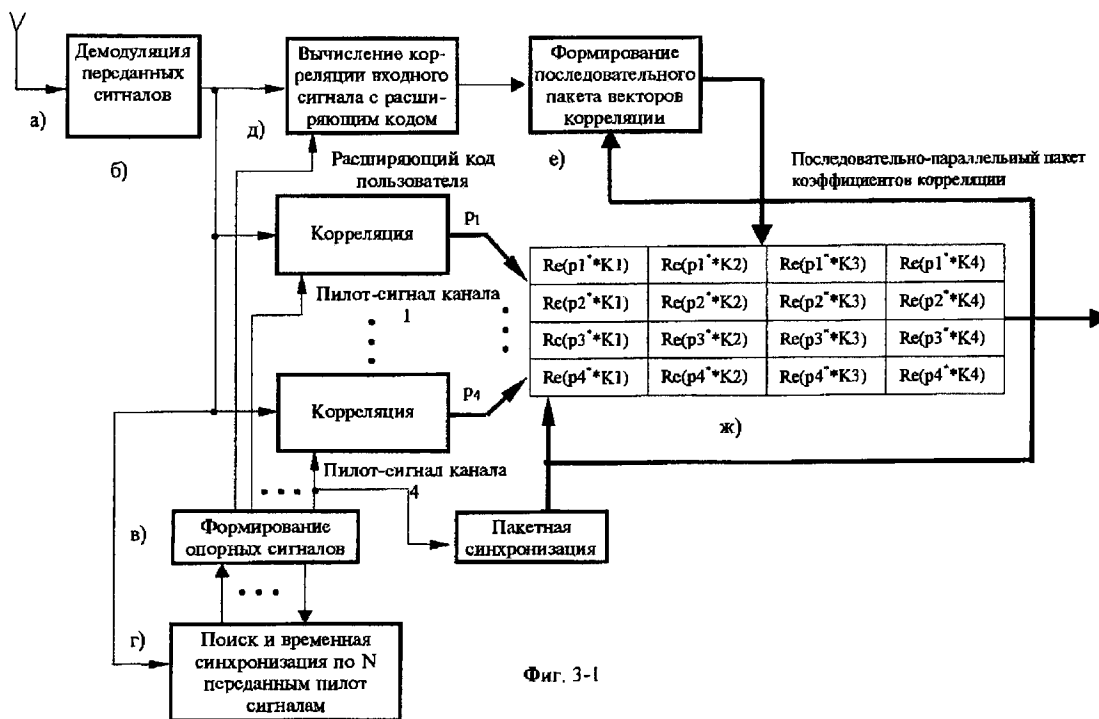 Демодуляция
переданных
сигналов
Вычисление кор-
реляции входного
сигнала с расши-
ряющим кодом
Формирование
последовательного
пакета векторов
корреляции
а)
б)
д)
е)
Расширяющий код
пользователя
Последовательно-параллельный пакет
коэффициентов корреляции
Корреляция
p1
Пилот-сигнал канала
1
Re(p1*K1) Re(p1*K2) Re(p1*K3) Re(p1*K4)
Re(p2*K1) Re(p2*K2) Re(p2*K3) Re(p2*K4)
Re(p3*K1) Re(p3*K2) Re(p3*K3) Re(p3*K4)
Re(p4*K1) Re(p4*K2) Re(p4*K3) Re(p4*K4)
Корреляция
p4
ж)
Пилот-сигнал канала
4
в)
Формирование
опорных сигналов
Пакетная
синхронизация
г)
Поиск и временная
синхронизация по N
переданным пилот
сигналам
Фиг. 3-1